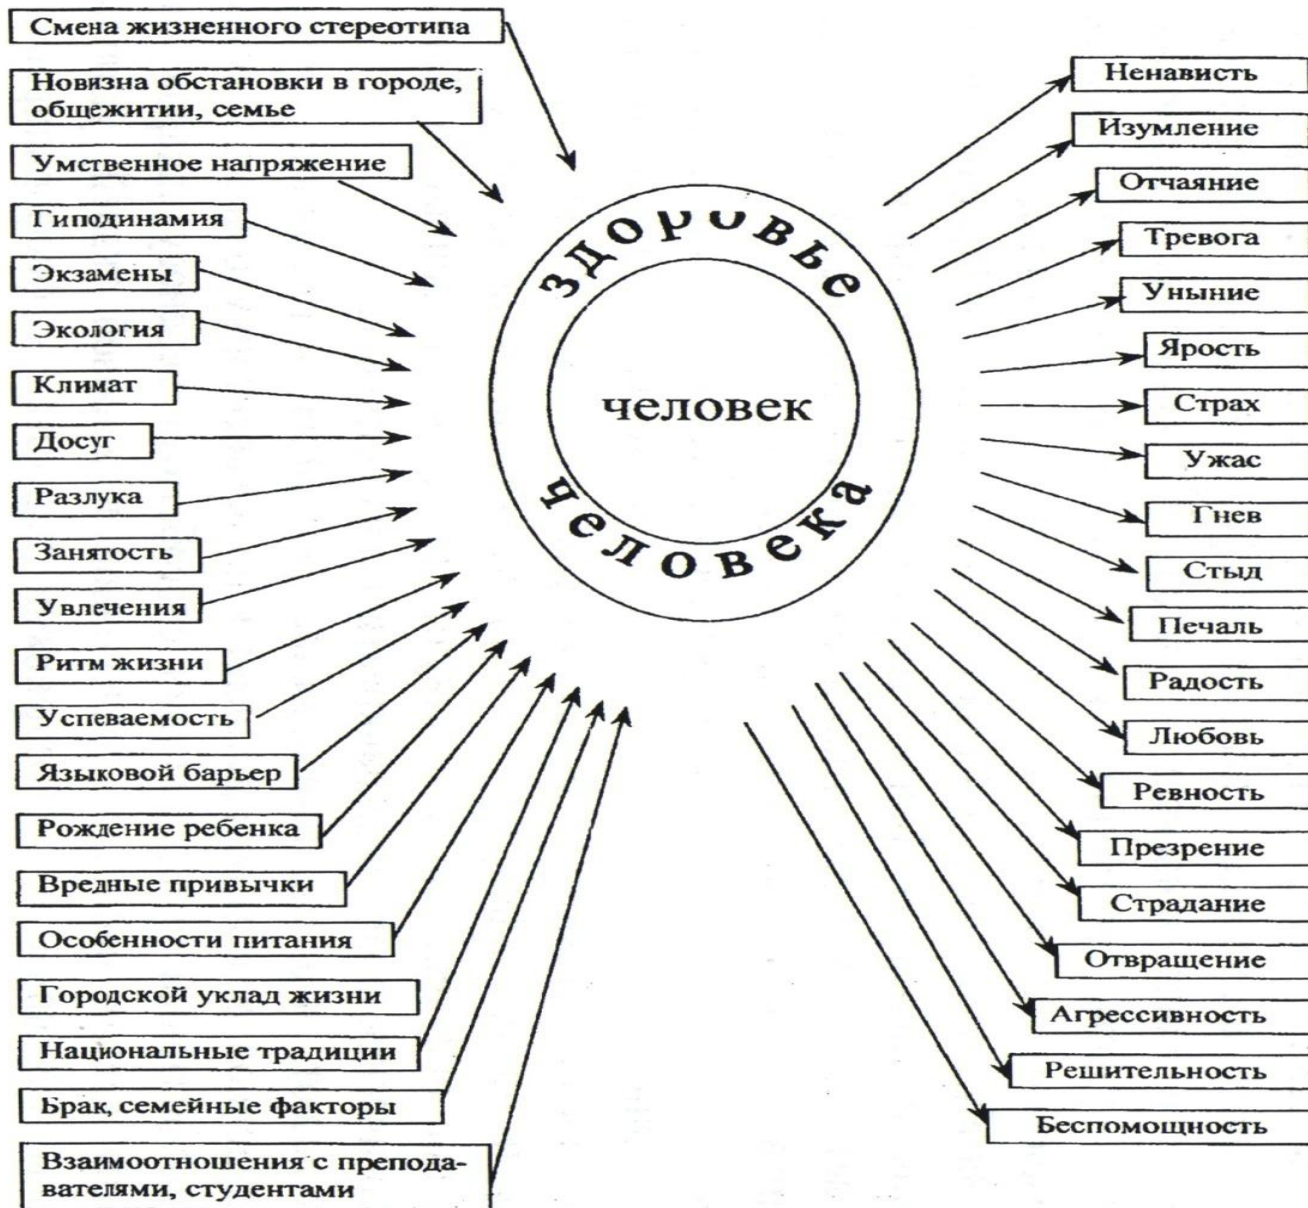 Смена жизненного стереотипа
Новизна обстановки в городе,
общежитии, семье
Умственное напряжение
Гиподинамия
Экзамены
Экология
Климат
Досуг
Разлука
Занятость
Увлечения
Ритм жизни
Успеваемость
Языковой барьер
Рождение ребенка
Вредные привычки
Особенности питания
Городской уклад жизни
Национальные традиции
Брак, семейные факторы
Взаимоотношения с препода-
вателями, студентами
здоровье
человек
человека
Ненависть
Изумление
Отчаяние
Тревога
Уныние
Ярость
Страх
Ужас
Гнев
Стыд
Печаль
Радость
Любовь
Ревность
Презрение
Страдание
Отвращение
Агрессивность
Решительность
Беспомощность